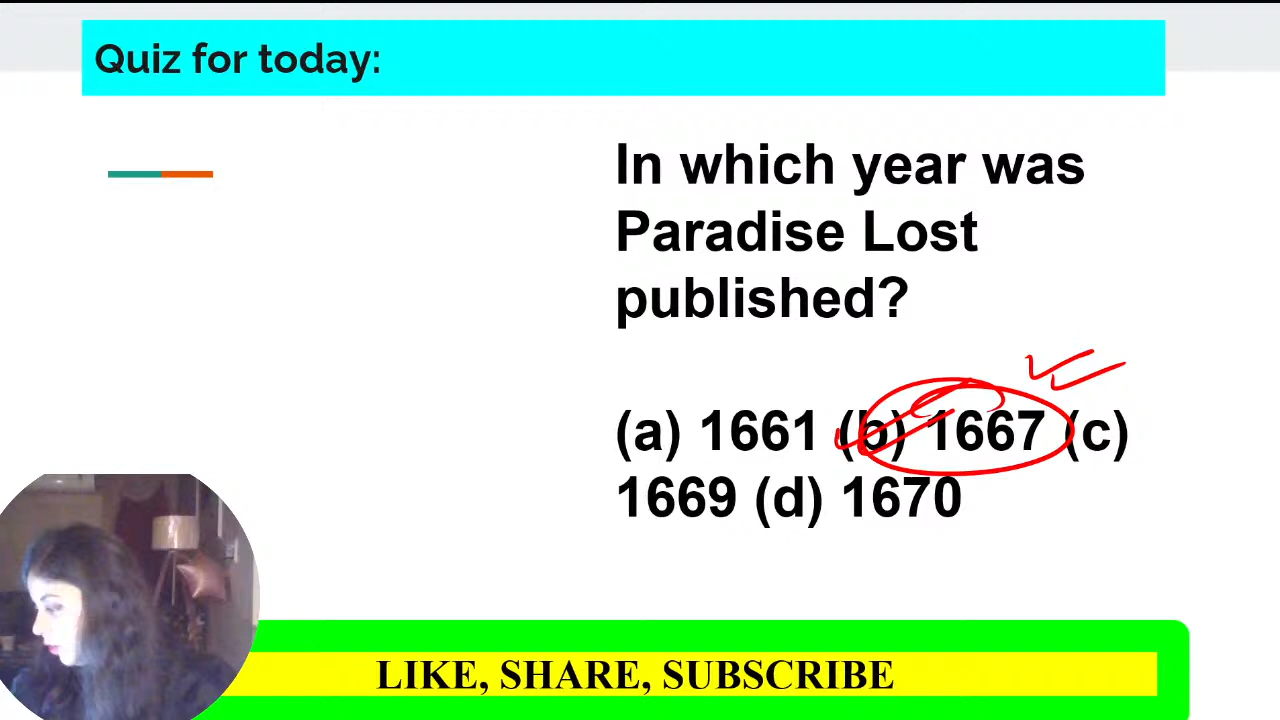 Quiz for today:
In which year was
Paradise Lost
published?
(a) 1661 (b) 1667 (c)
1669 (d) 1670
LIKE, SHARE, SUBSCRIBE